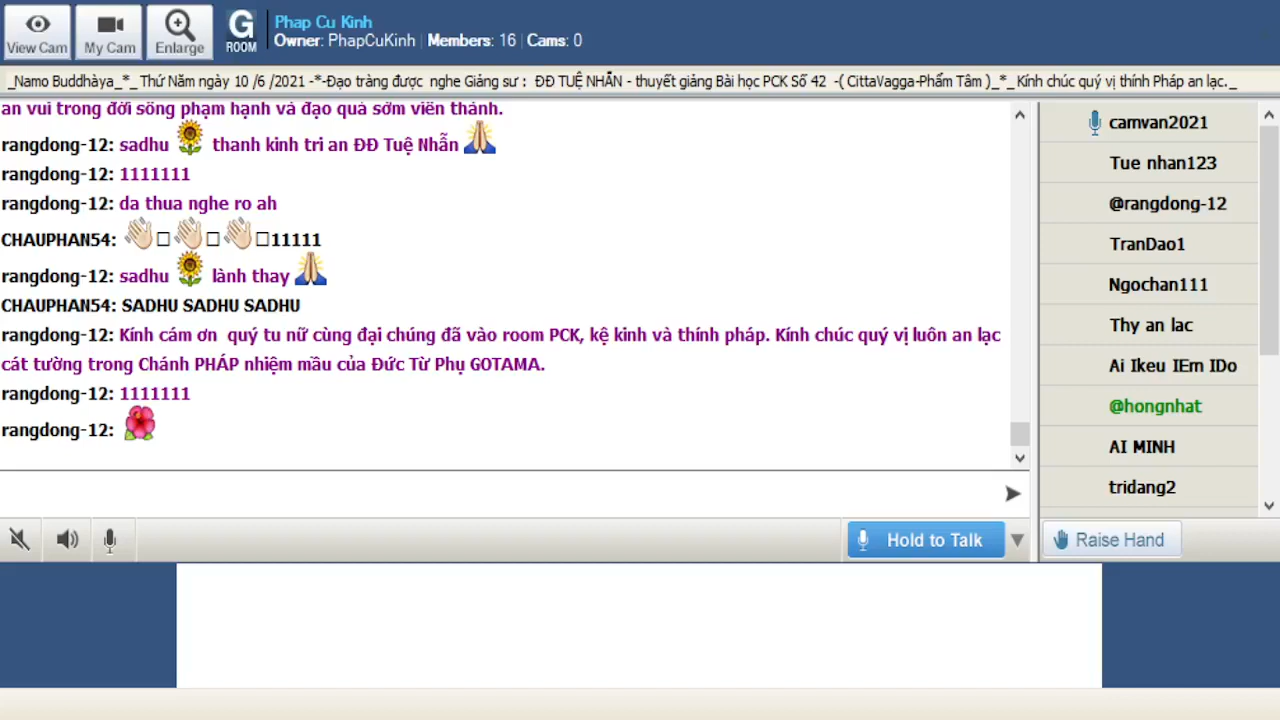 View Cam
My Cam
Enlarge
G
ROOM
Phap Cu Kinh
Owner: PhapCuKinh | Members: 16 | Cams: 0
_Namo Buddhàya_*_ Thứ Năm ngày 10 /6 /2021 -*-Đạo tràng được nghe Giảng sư : ĐĐ TUỆ NHẪN - thuyết giảng Bài học PCK Số 42 -( CittaVagga-Phẩm Tâm )_*_Kính chúc quý vị thính Pháp an lạc._
an vui trong đời sống phạm hạnh và đạo quả sớm viên thành.
rangdong-12: sadhu thanh kinh tri an ĐĐ Tuệ Nhẫn
rangdong-12: 1111111
rangdong-12: da thua nghe ro ah
CHAUPHAN54: 11111
rangdong-12: sadhu lành thay
CHAUPHAN54: SADHU SADHU SADHU
rangdong-12: Kính cám ơn quý tu nữ cùng đại chúng đã vào room PCK, kệ kinh và thính pháp. Kính chúc quý vị luôn an lạc
cát tường trong Chánh PHÁP nhiệm mầu của Đức Từ Phụ GOTAMA.
rangdong-12: 1111111
rangdong-12:
camvan2021
Tue nhan123
@rangdong-12
TranDao1
Ngochan111
Thy an lac
Ai Ikeu IEm IDo
@hongnhat
AI MINH
tridang2
Hold to Talk
Raise Hand